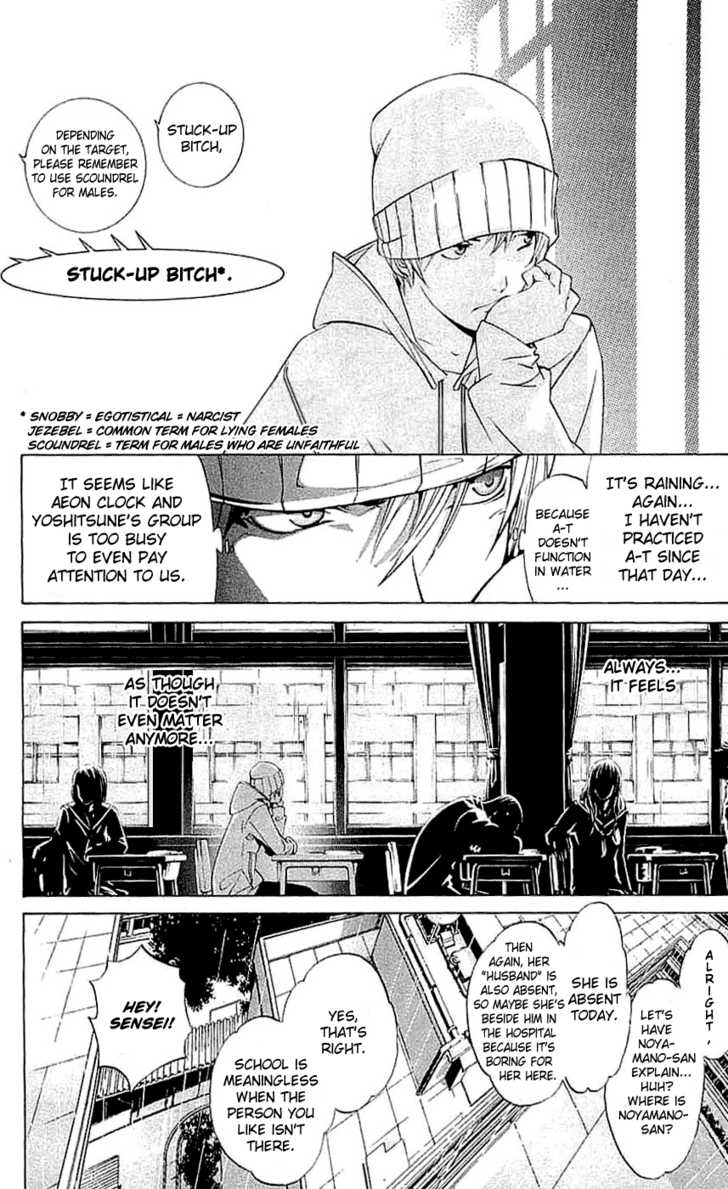 STUCK-UP
BITCH,
DEPENDING
ON THE TARGET,
PLEASE REMEMBER
TO USE SCOUNDREL
FOR MALES.
STUCK-UP BITCH*.
* SNOBBY = EGOTISTICAL = NARCIST
JEZEBEL = COMMON TERM FOR LYING FEMALES
SCOUNDREL = TERM FOR MALES WHO ARE UNFAITHFUL
IT'S RAINING...
AGAIN...
I HAVEN'T
PRACTICED
A-T SINCE
THAT DAY...
BECAUSE
A-T
DOESN'T
FUNCTION
IN WATER
...
IT SEEMS LIKE
AEON CLOCK AND
YOSHITSUNE'S GROUP
IS TOO BUSY
TO EVEN PAY
ATTENTION TO US.
ALWAYS...
IT FEELS
AS THOUGH
IT DOESN'T
EVEN MATTER
ANYMORE...
ALRIGHT,
LET'S
HAVE
NOYA-
MANO-SAN
EXPLAIN...
HUH?
WHERE IS
NOYAMANO-
SAN?
SHE IS
ABSENT
TODAY.
THEN
AGAIN, HER
"HUSBAND" IS
ALSO ABSENT,
SO MAYBE SHE'S
BESIDE HIM IN
THE HOSPITAL
BECAUSE IT'S
BORING FOR
HER HERE.
YES,
THAT'S
RIGHT.
SCHOOL IS
MEANINGLESS
WHEN THE
PERSON YOU
LIKE ISN'T
THERE.
HEY!
SENSEI!